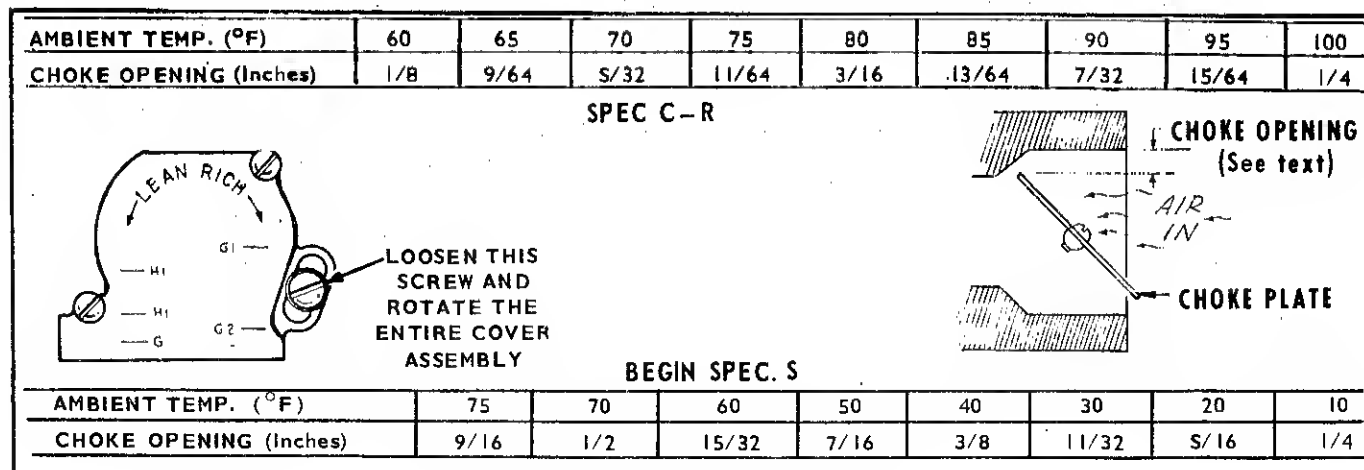 AMBIENT TEMP. (°F) 60 65 70 75 80 85 90 95 100
CHOKE OPENING (Inches) 1/8 9/64 5/32 11/64 3/16 13/64 7/32 15/64 1/4
SPEC C-R
LEAN RICH
G1
H1
H1
G2
G
LOOSEN THIS
SCREW AND
ROTATE THE
ENTIRE COVER
ASSEMBLY
CHOKE OPENING
(See text)
AIR
IN
CHOKE PLATE
BEGIN SPEC. S
AMBIENT TEMP. (°F) 75 70 60 50 40 30 20 10
CHOKE OPENING (Inches) 9/16 1/2 15/32 7/16 3/8 11/32 5/16 1/4